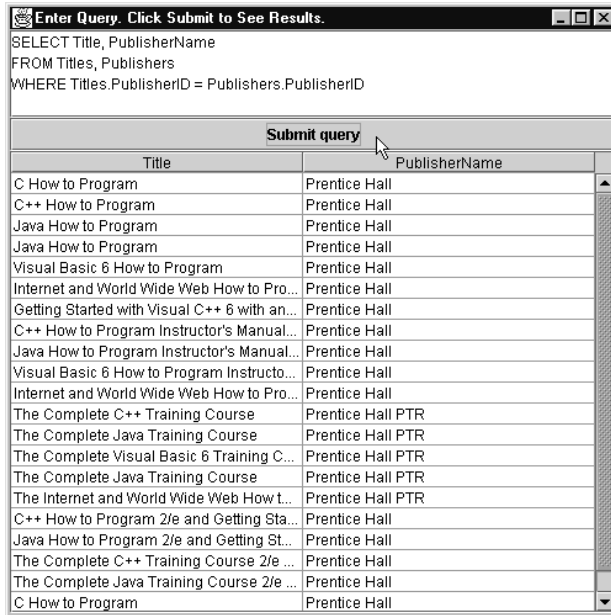 Enter Query. Click Submit to See Results.
SELECT Title, PublisherName
FROM Titles, Publishers
WHERE Titles.PublisherID = Publishers.PublisherID
Submit query
Title PublisherName
C How to Program Prentice Hall
C++ How to Program Prentice Hall
Java How to Program Prentice Hall
Java How to Program Prentice Hall
Visual Basic 6 How to Program Prentice Hall
Internet and World Wide Web How to Pro... Prentice Hall
Getting Started with Visual C++ 6 with an... Prentice Hall
C++ How to Program Instructor's Manual... Prentice Hall
Java How to Program Instructor's Manual... Prentice Hall
Visual Basic 6 How to Program Instructo... Prentice Hall
Internet and World Wide Web How to Pro... Prentice Hall
The Complete C++ Training Course Prentice Hall PTR
The Complete Java Training Course Prentice Hall PTR
The Complete Visual Basic 6 Training C... Prentice Hall PTR
The Complete Java Training Course Prentice Hall PTR
The Internet and World Wide Web How t... Prentice Hall PTR
C++ How to Program 2/e and Getting Sta... Prentice Hall
Java How to Program 2/e and Getting St... Prentice Hall
The Complete C++ Training Course 2/e ... Prentice Hall
The Complete Java Training Course 2/e ... Prentice Hall
C How to Program Prentice Hall